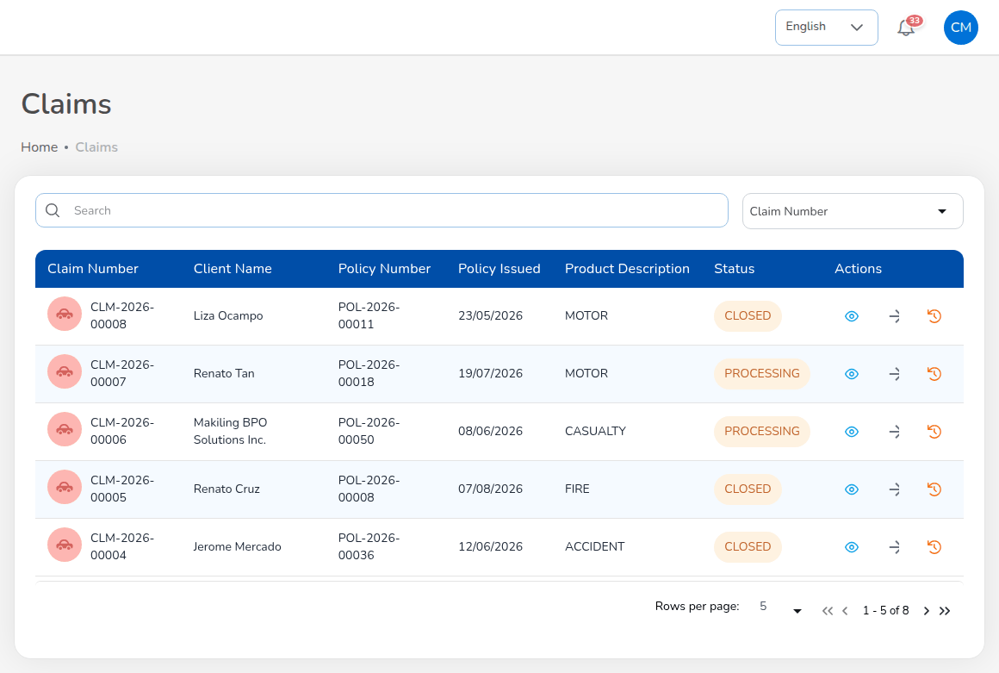 English
33
CM
Claims
Home • Claims
Search
Claim Number
Claim Number Client Name Policy Number Policy Issued Product Description Status Actions
CLM-2026-
00008
Liza Ocampo
POL-2026-
00011
23/05/2026
MOTOR
CLOSED
CLM-2026-
00007
Renato Tan
POL-2026-
00018
19/07/2026
MOTOR
PROCESSING
CLM-2026-
00006
Makiling BPO
Solutions Inc.
POL-2026-
00050
08/06/2026
CASUALTY
PROCESSING
CLM-2026-
00005
Renato Cruz
POL-2026-
00008
07/08/2026
FIRE
CLOSED
CLM-2026-
00004
Jerome Mercado
POL-2026-
00036
12/06/2026
ACCIDENT
CLOSED
Rows per page: 5 1 - 5 of 8